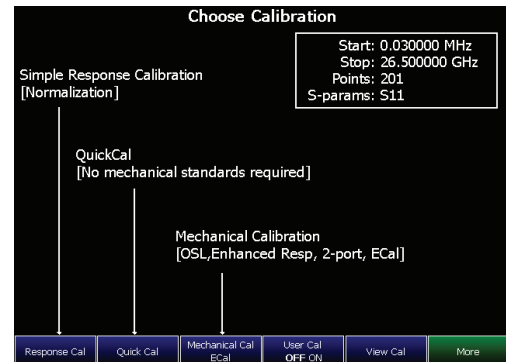 Choose Calibration
Start: 0.030000 MHz
Stop: 26.500000 GHz
Points: 201
S-params: S11
Simple Response Calibration
[Normalization]
QuickCal
[No mechanical standards required]
Mechanical Calibration
[OSL,Enhanced Resp, 2-port, ECal]
Response Cal
Quick Cal
Mechanical Cal
ECal
User Cal
OFF ON
View Cal
More